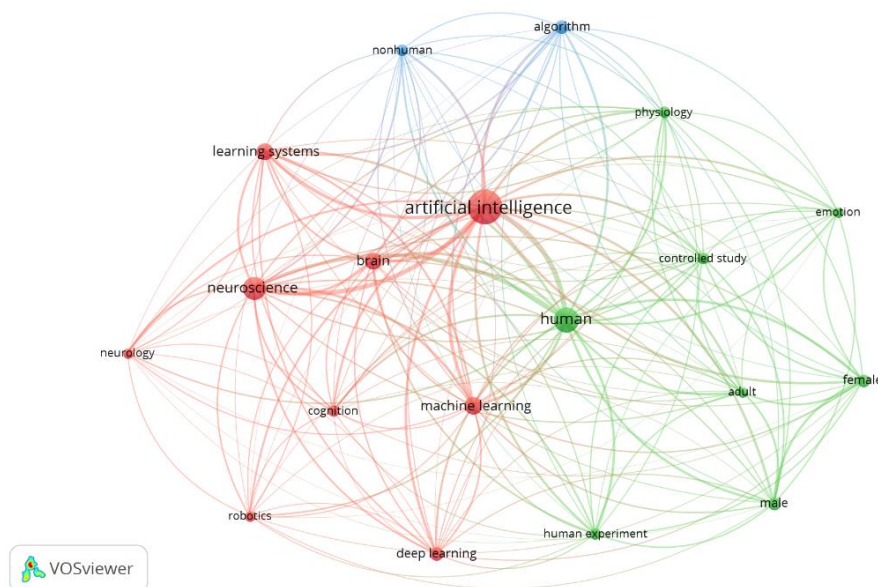 algorithm
nonhuman
physiology
learning systems
artificial intelligence
emotion
controlled study
brain
neuroscience
human
neurology
female
adult
cognition
machine learning
male
robotics
human experiment
deep learning
VOSviewer